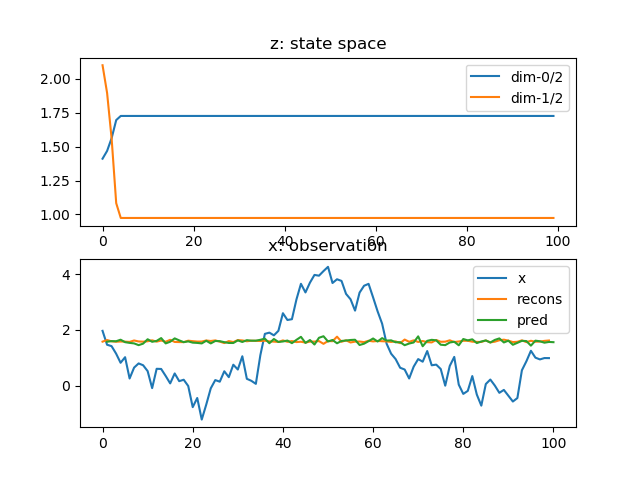 z: state space
2.00
1.75
1.50
1.25
1.00
dim-0/2
dim-1/2
0 20 40 60 80 100
x: observation
4
2
0
x
recons
pred
0 20 40 60 80 100